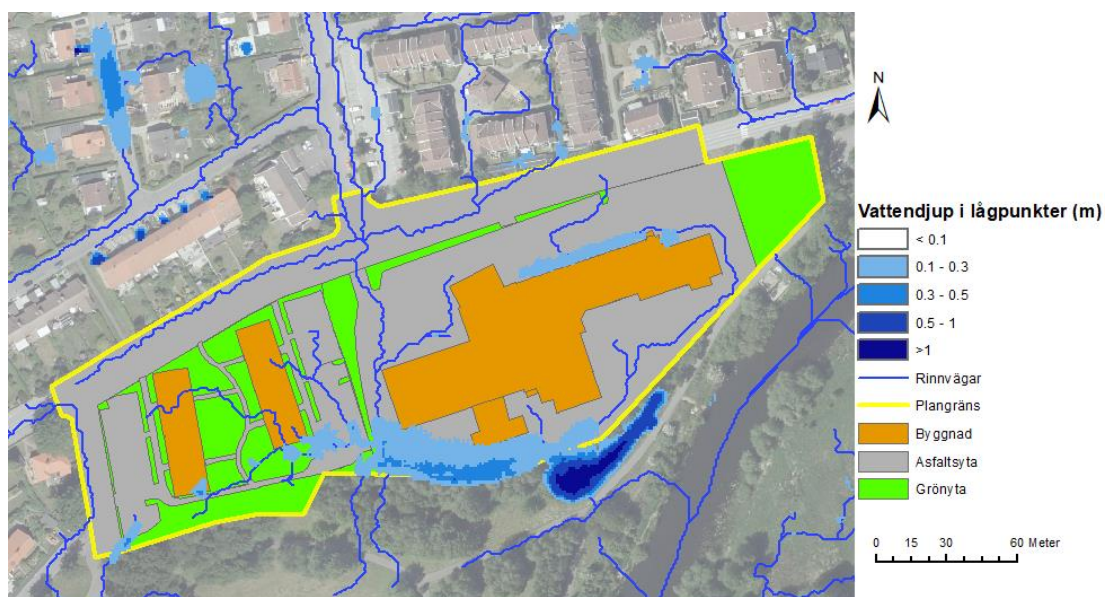 N
Vattendjup i lågpunkter (m)
< 0.1
0.1 - 0.3
0.3 - 0.5
0.5 - 1
>1
Rinnvägar
Plangräns
Byggnad
Asfaltsyta
Grönyta
0 15 30 60 Meter